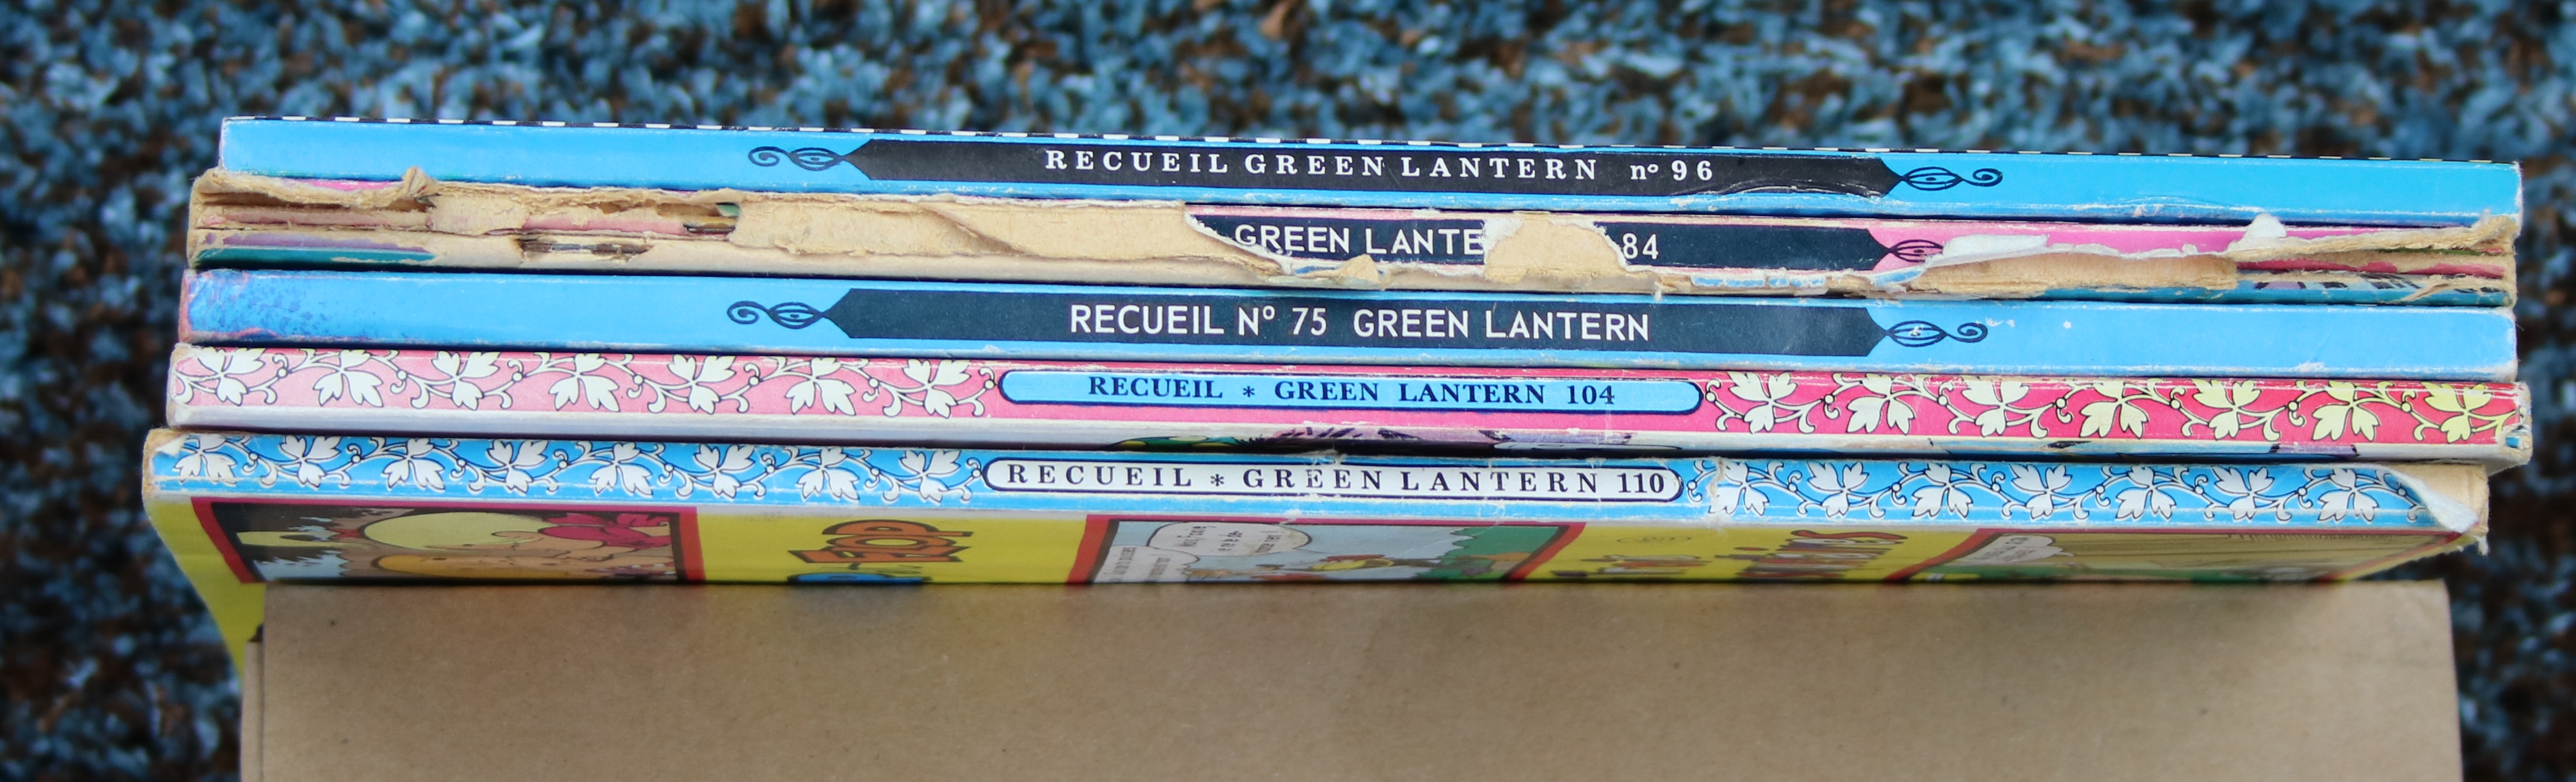 RECUEIL GREEN LANTERN nº 96
GREEN LANTE 84
RECUEIL Nº 75 GREEN LANTERN
RECUEIL * GREEN LANTERN 104
RECUEIL * GREEN LANTERN 110